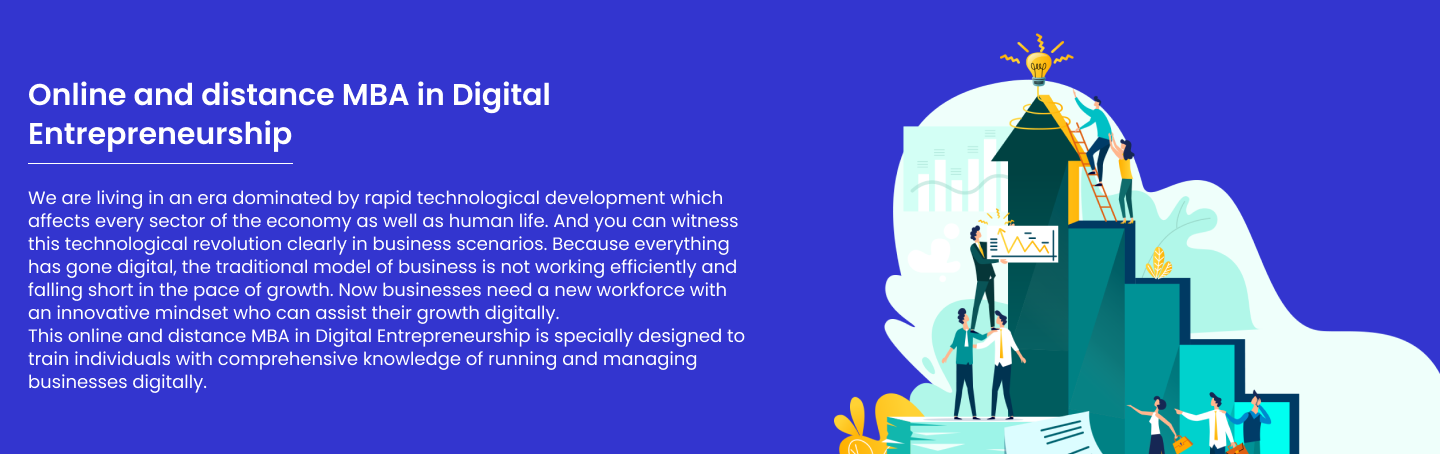 Online and distance MBA in Digital
Entrepreneurship
We are living in an era dominated by rapid technological development which
affects every sector of the economy as well as human life. And you can witness
this technological revolution clearly in business scenarios. Because everything
has gone digital, the traditional model of business is not working efficiently and
falling short in the pace of growth. Now businesses need a new workforce with
an innovative mindset who can assist their growth digitally.
This online and distance MBA in Digital Entrepreneurship is specially designed to
train individuals with comprehensive knowledge of running and managing
businesses digitally.